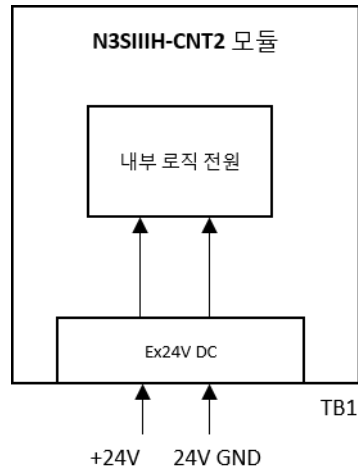 N3SIIIH-CNT2 모듈
내부 로직 전원
Ex24V DC
TB1
+24V 24V GND